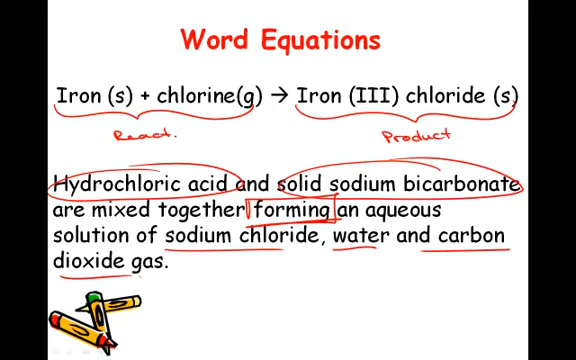 Word Equations
Iron (s) + chlorine(g) → Iron (III) chloride (s)
React. Product
Hydrochloric acid and solid sodium bicarbonate
are mixed together forming an aqueous
solution of sodium chloride, water and carbon
dioxide gas.